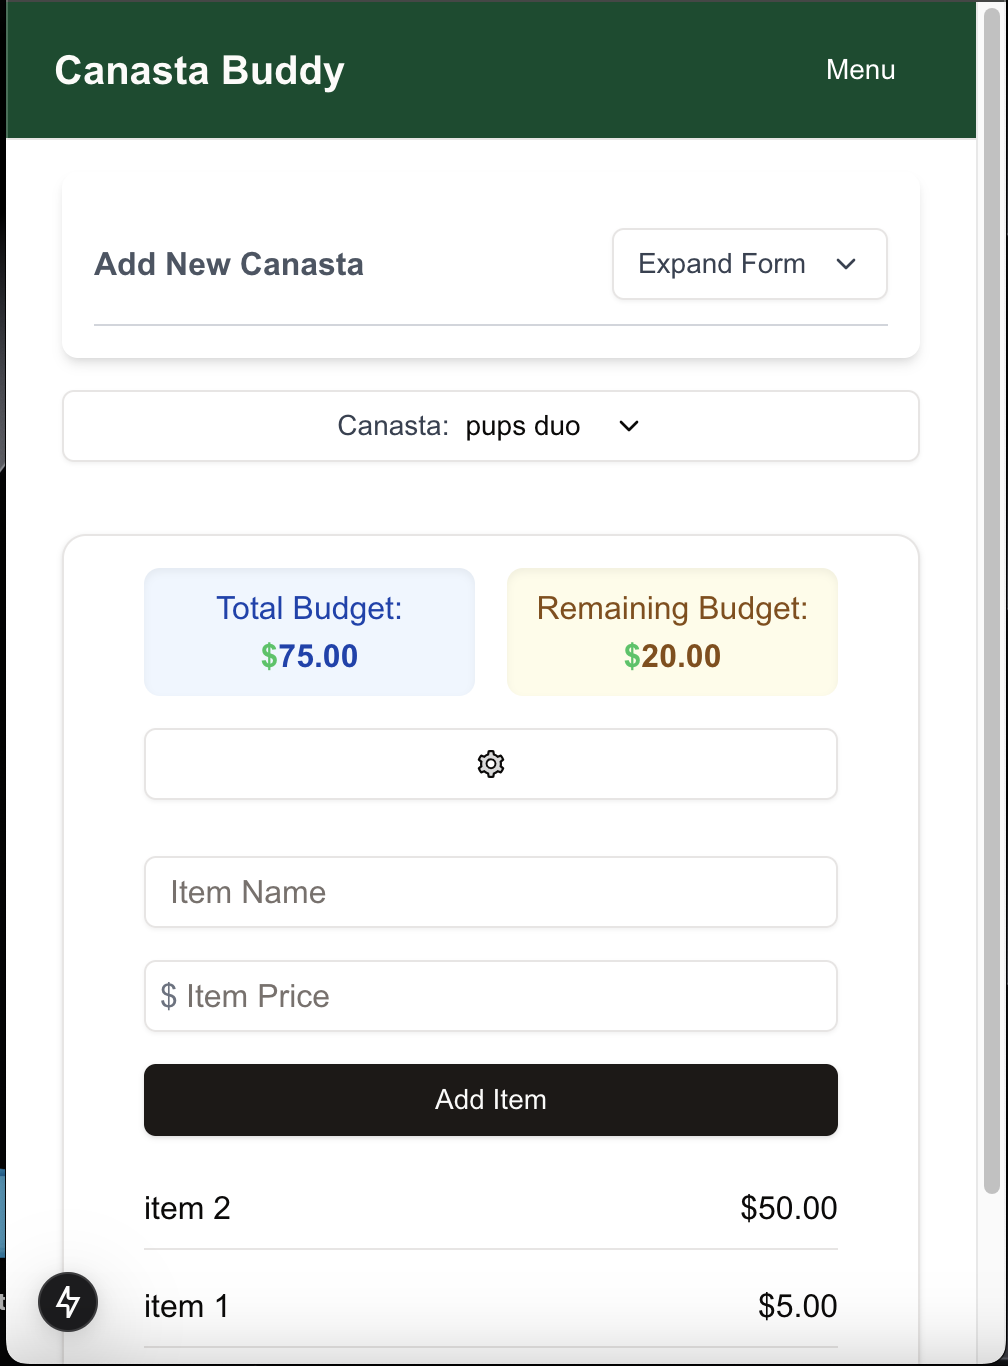 Canasta Buddy
Menu
Add New Canasta
Expand Form
Canasta: pups duo
Total Budget:
$75.00
Remaining Budget:
$20.00
Item Name
$ Item Price
Add Item
item 2
$50.00
item 1
$5.00